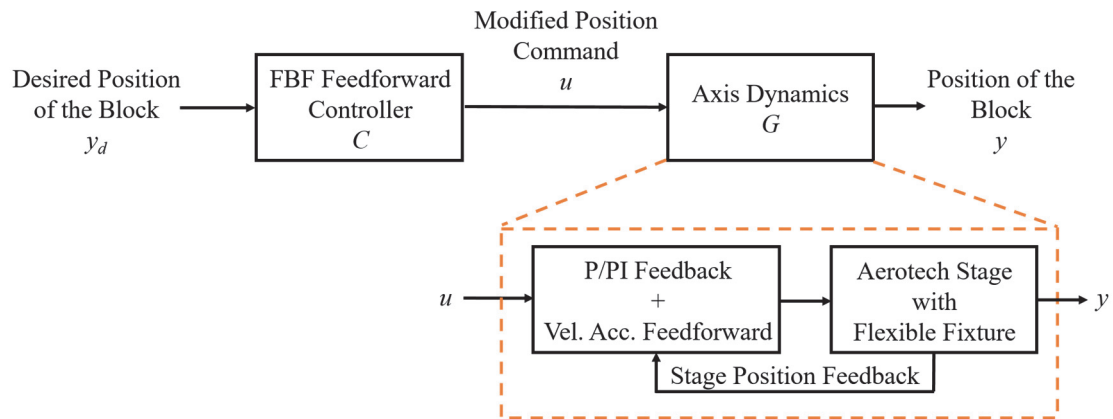 Desired Position
of the Block
y_d
FBF Feedforward
Controller
C
Modified Position
Command
u
Axis Dynamics
G
Position of the
Block
y
u
P/PI Feedback
+
Vel. Acc. Feedforward
Aerotech Stage
with
Flexible Fixture
y
Stage Position Feedback